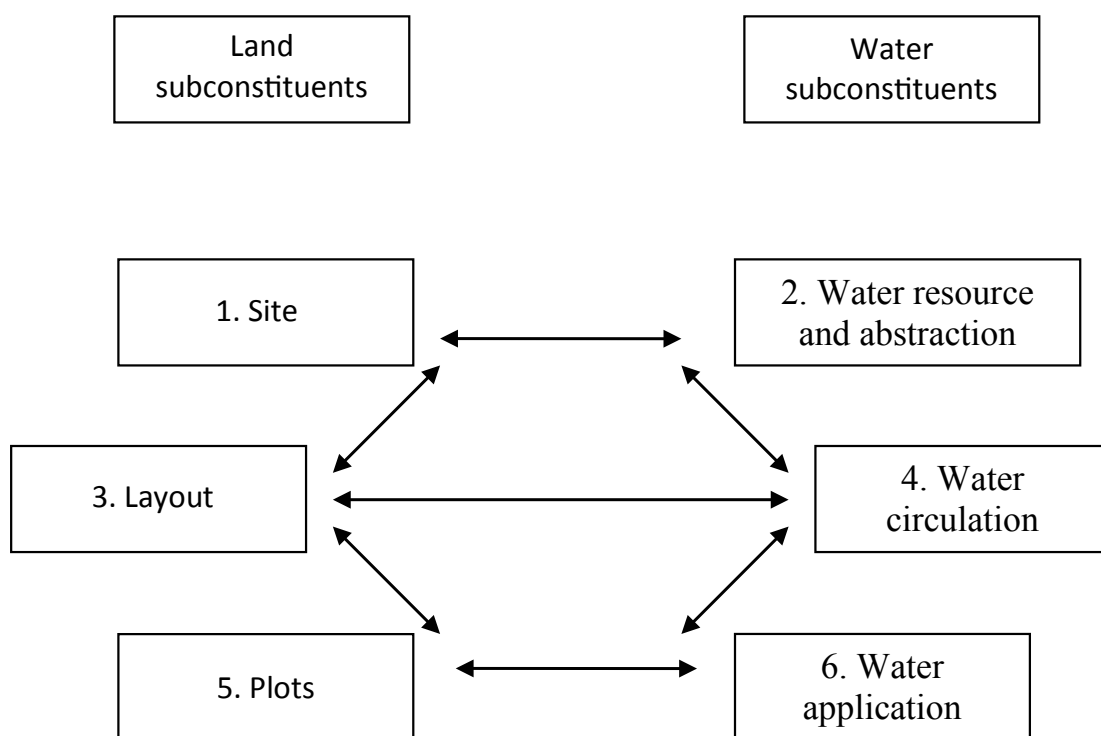 Land
subconstituents
Water
subconstituents
1. Site
2. Water resource
and abstraction
3. Layout
4. Water
circulation
5. Plots
6. Water
application